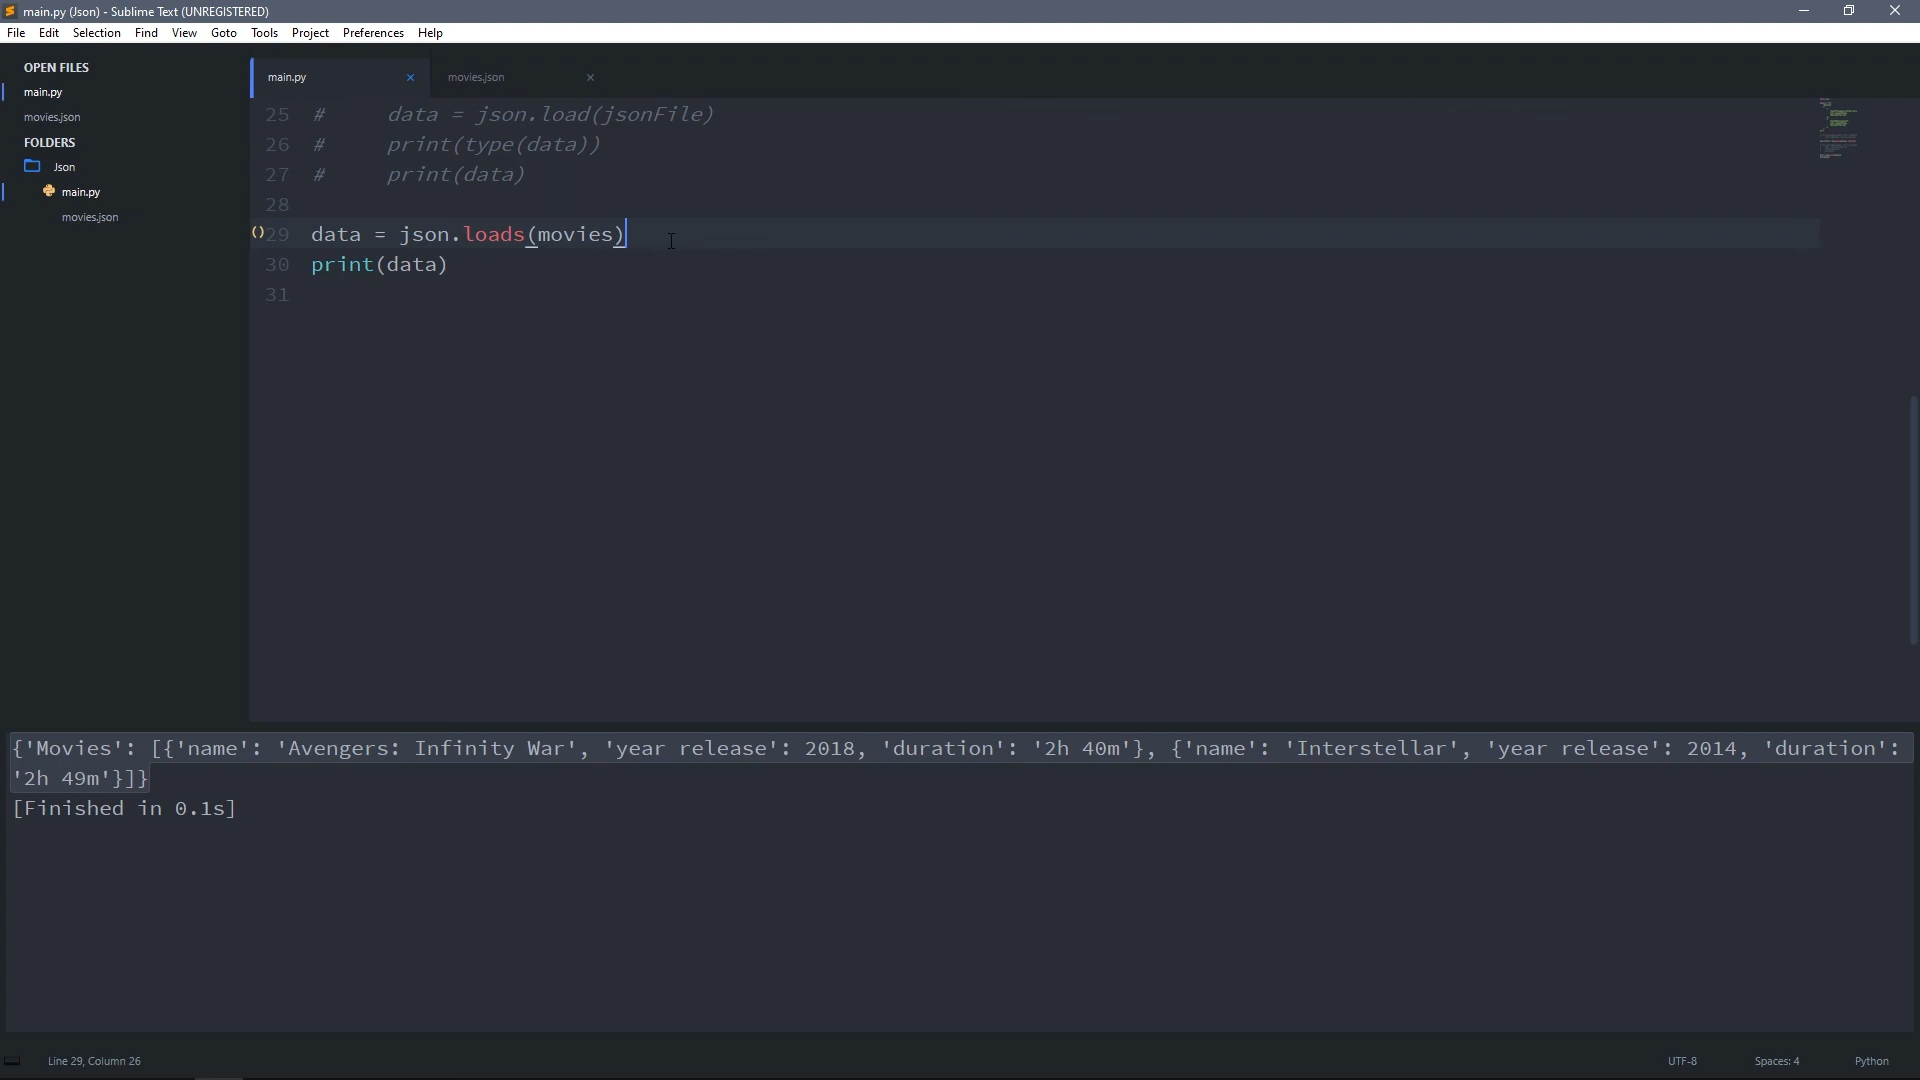 main.py (Json) - Sublime Text (UNREGISTERED)
File Edit Selection Find View Goto Tools Project Preferences Help
OPEN FILES
main.py
movies.json
FOLDERS
Json
main.py
movies.json
main.py × movies.json ×
25 # data = json.load(jsonFile)
26 # print(type(data))
27 # print(data)
28
29 data = json.loads(movies)
30 print(data)
31
{'Movies': [{'name': 'Avengers: Infinity War', 'year release': 2018, 'duration': '2h 40m'}, {'name': 'Interstellar', 'year release': 2014, 'duration':
'2h 49m'}]}
[Finished in 0.1s]
Line 29, Column 26 UTF-8 Spaces: 4 Python